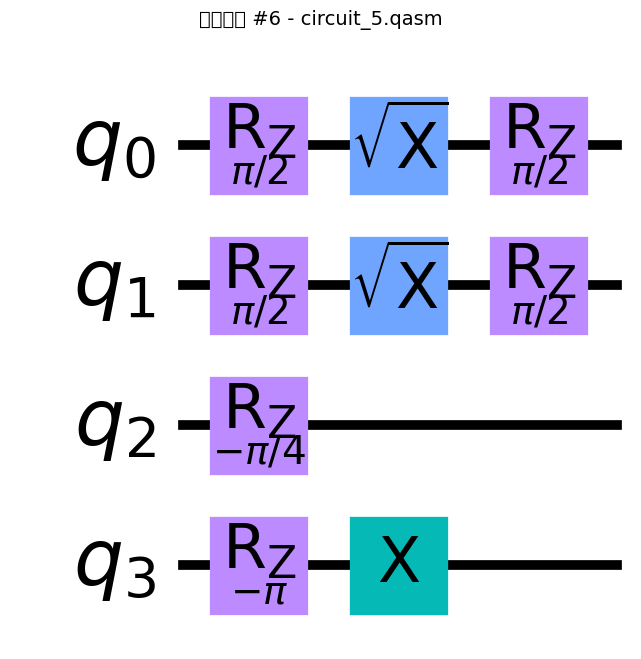 #6 - circuit_5.qasm
q0 RZ π/2 √X RZ π/2
q1 RZ π/2 √X RZ π/2
q2 RZ −π/4
q3 RZ −π X